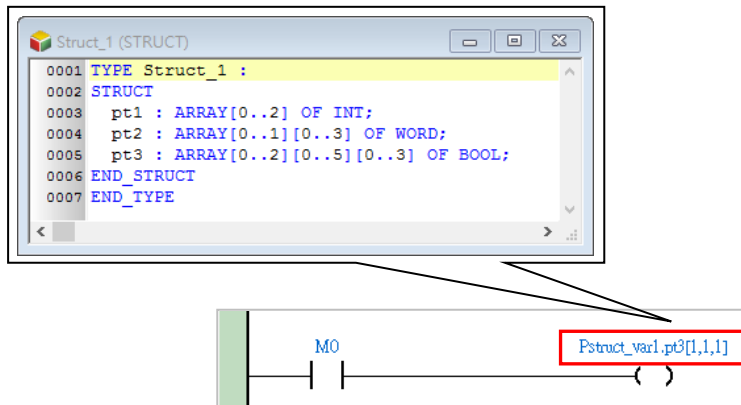 Struct_1 (STRUCT)
0001 TYPE Struct_1 :
0002 STRUCT
0003 pt1 : ARRAY[0..2] OF INT;
0004 pt2 : ARRAY[0..1][0..3] OF WORD;
0005 pt3 : ARRAY[0..2][0..5][0..3] OF BOOL;
0006 END_STRUCT
0007 END_TYPE
M0 Pstruct_var1.pt3[1,1,1]